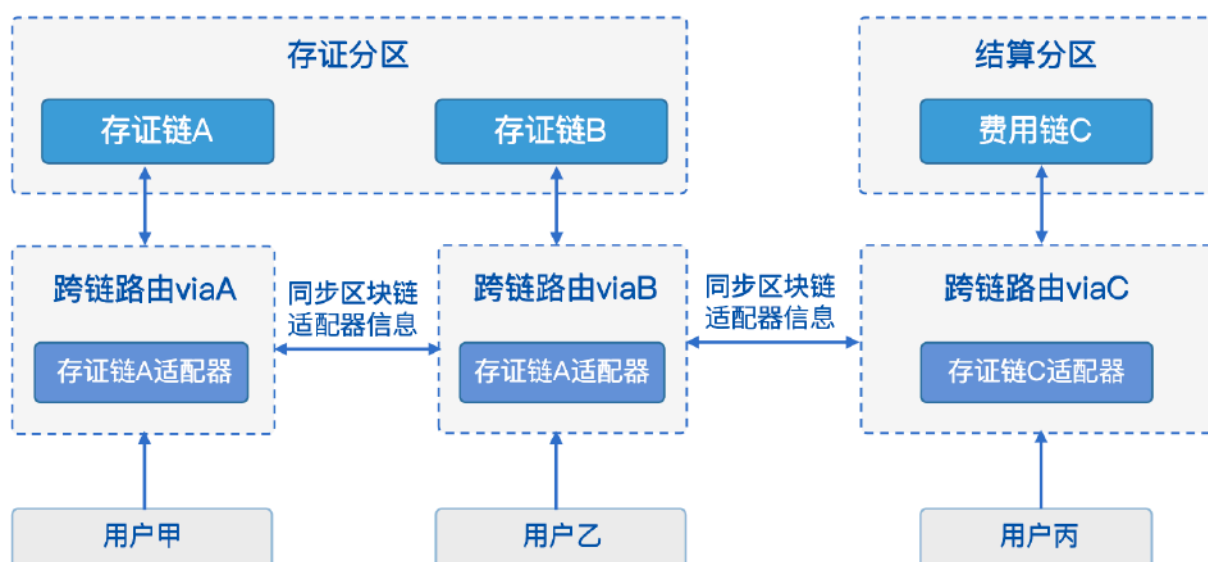 存证分区
结算分区
存证链A
存证链B
费用链C
跨链路由viaA
同步区块链
适配器信息
跨链路由viaB
同步区块链
适配器信息
跨链路由viaC
存证链A适配器
存证链A适配器
存证链C适配器
用户甲
用户乙
用户丙